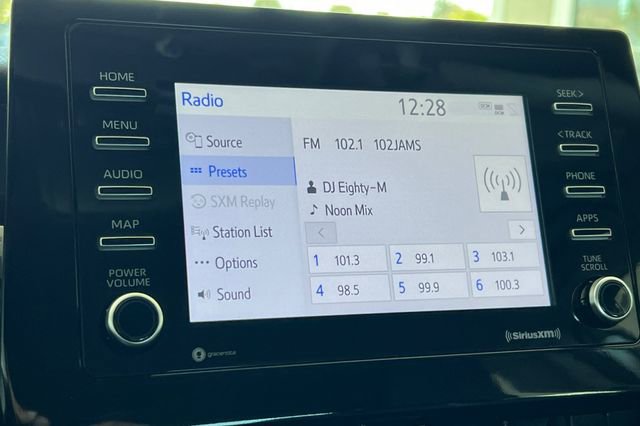 HOME
MENU
AUDIO
MAP
POWER
VOLUME
Radio
12:28
Source
Presets
SXM Replay
Station List
Options
Sound
FM 102.1 102JAMS
DJ Eighty-M
Noon Mix
1 101.3
2 99.1
3 103.1
4 98.5
5 99.9
6 100.3
SEEK >
< TRACK
PHONE
APPS
TUNE
SCROLL
gracenote
((SiriusXM))